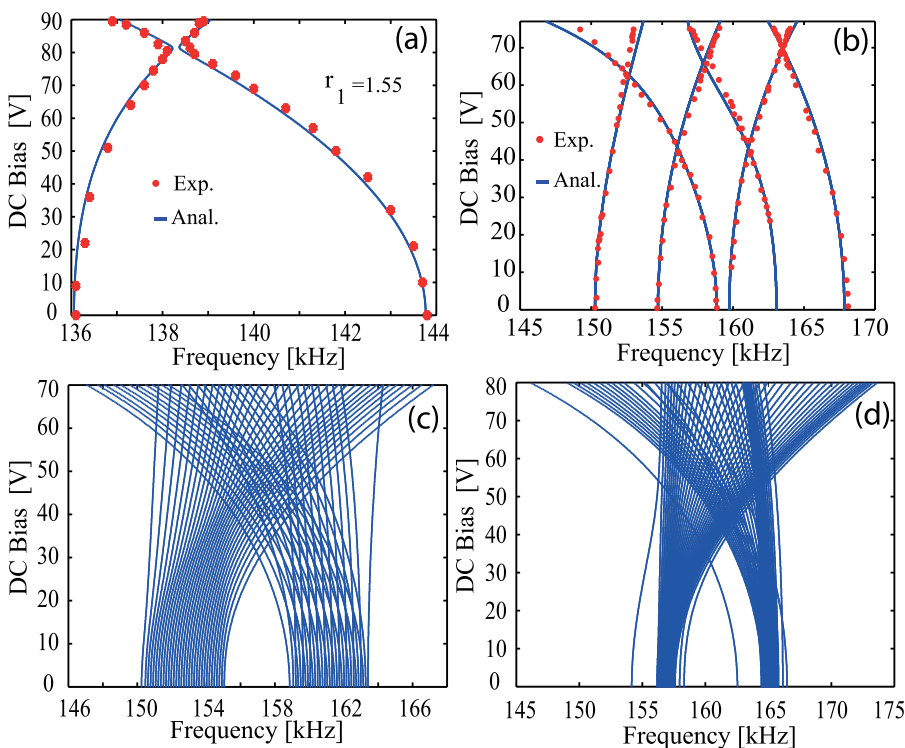 90
80
70
60
50
40
30
20
10
0
DC Bias [V]
(a)
r1=1.55
Exp.
Anal.
136 137 138 139 140 141 142 143 144
Frequency [kHz]
70
60
50
40
30
20
10
0
DC Bias [V]
(b)
Exp.
Anal.
145 150 155 160 165 170
Frequency [kHz]
70
60
50
40
30
20
10
0
DC Bias [V]
(c)
146 150 154 158 162 166
Frequency [kHz]
80
70
60
50
40
30
20
10
0
DC Bias [V]
(d)
145 150 155 160 165 170 175
Frequency [kHz]